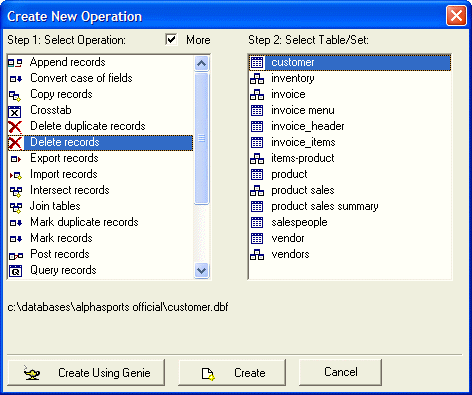 Create New Operation
Step 1: Select Operation:
More
Step 2: Select Table/Set:
Append records
Convert case of fields
Copy records
Crosstab
Delete duplicate records
Delete records
Export records
Import records
Intersect records
Join tables
Mark duplicate records
Mark records
Post records
Query records
customer
inventory
invoice
invoice menu
invoice_header
invoice_items
items-product
product
product sales
product sales summary
salespeople
vendor
vendors
c:\databases\alphasports official\customer.dbf
Create Using Genie
Create
Cancel